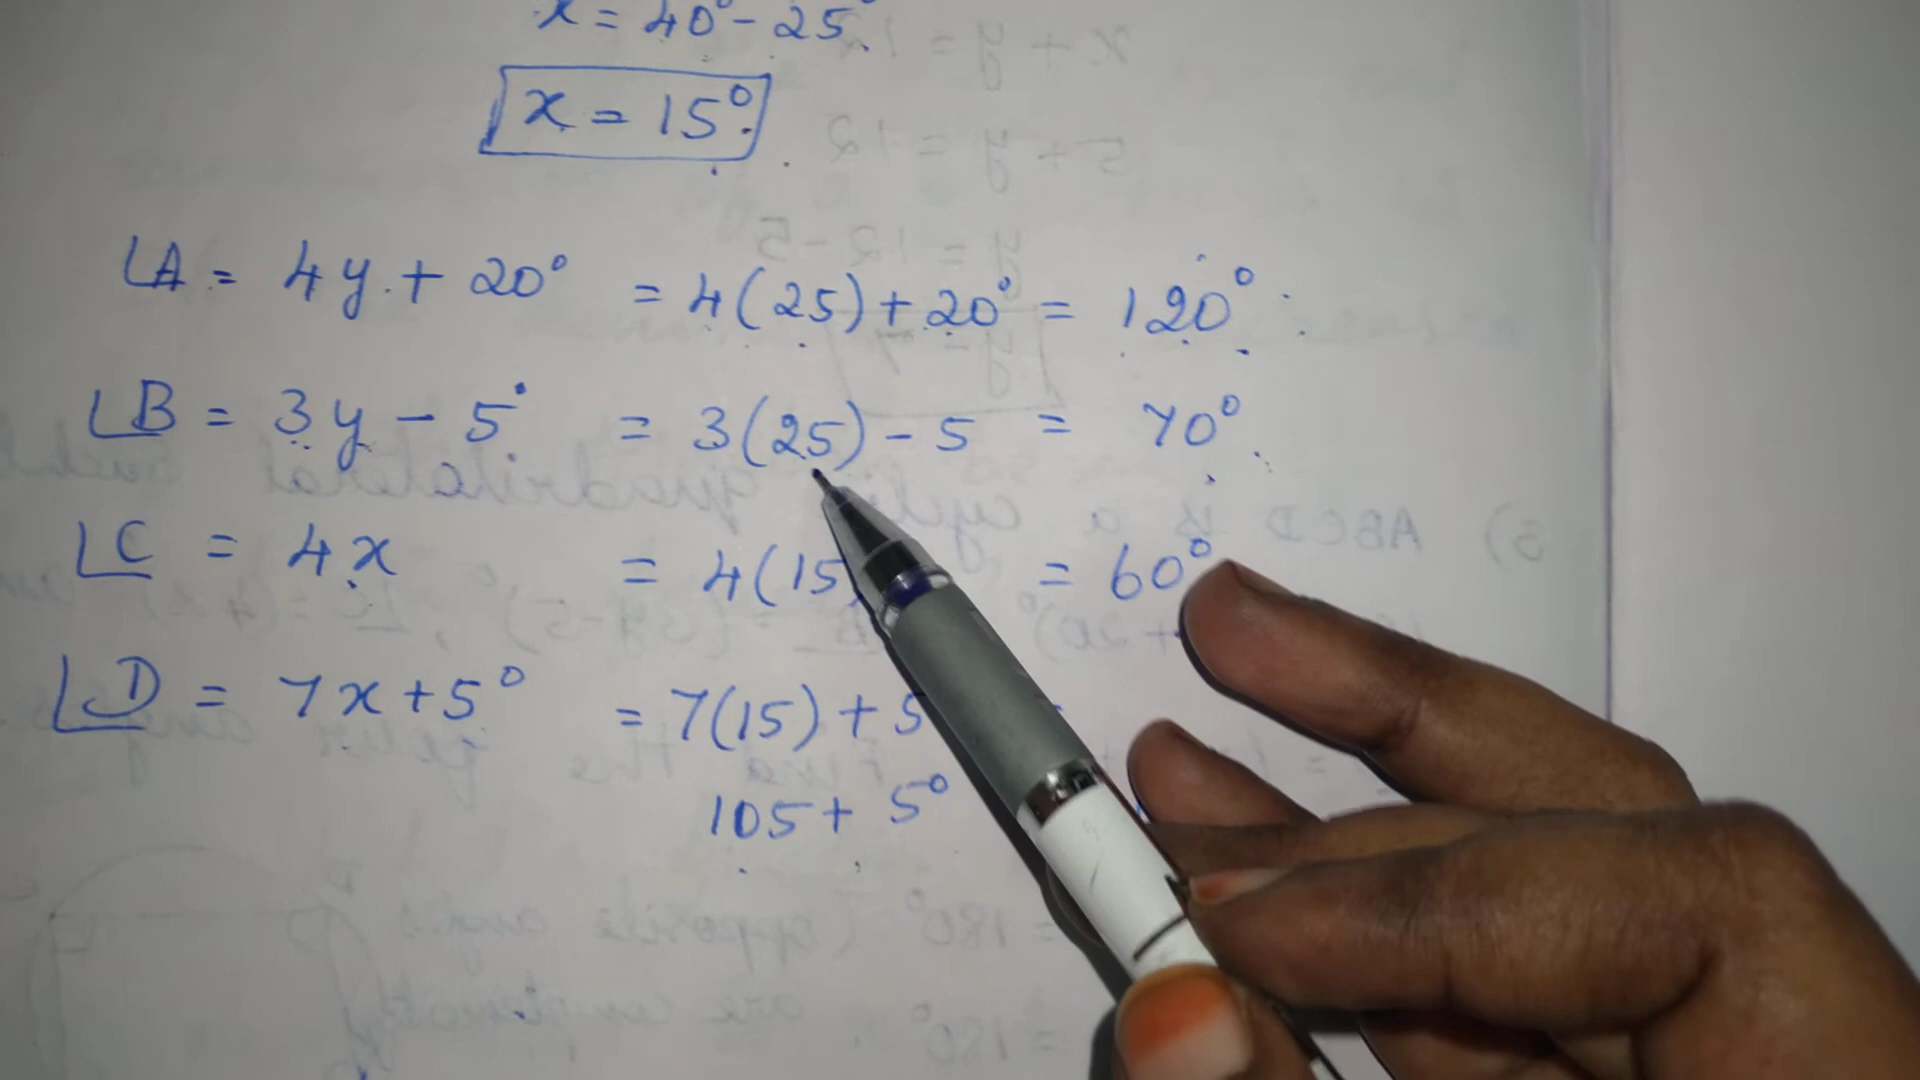 x = 40° - 25°
x = 15°
∠A = 4y + 20° = 4(25) + 20° = 120°
∠B = 3y - 5° = 3(25) - 5 = 70°
∠C = 4x = 4(15 = 60°
∠D = 7x + 5° = 7(15) + 5
105 + 5°